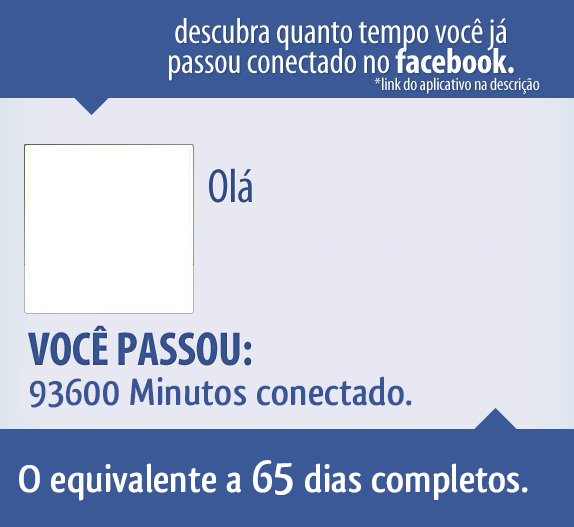 descubra quanto tempo você já
passou conectado no facebook.
*link do aplicativo na descrição
Olá
VOCÊ PASSOU:
93600 Minutos conectado.
O equivalente a 65 dias completos.